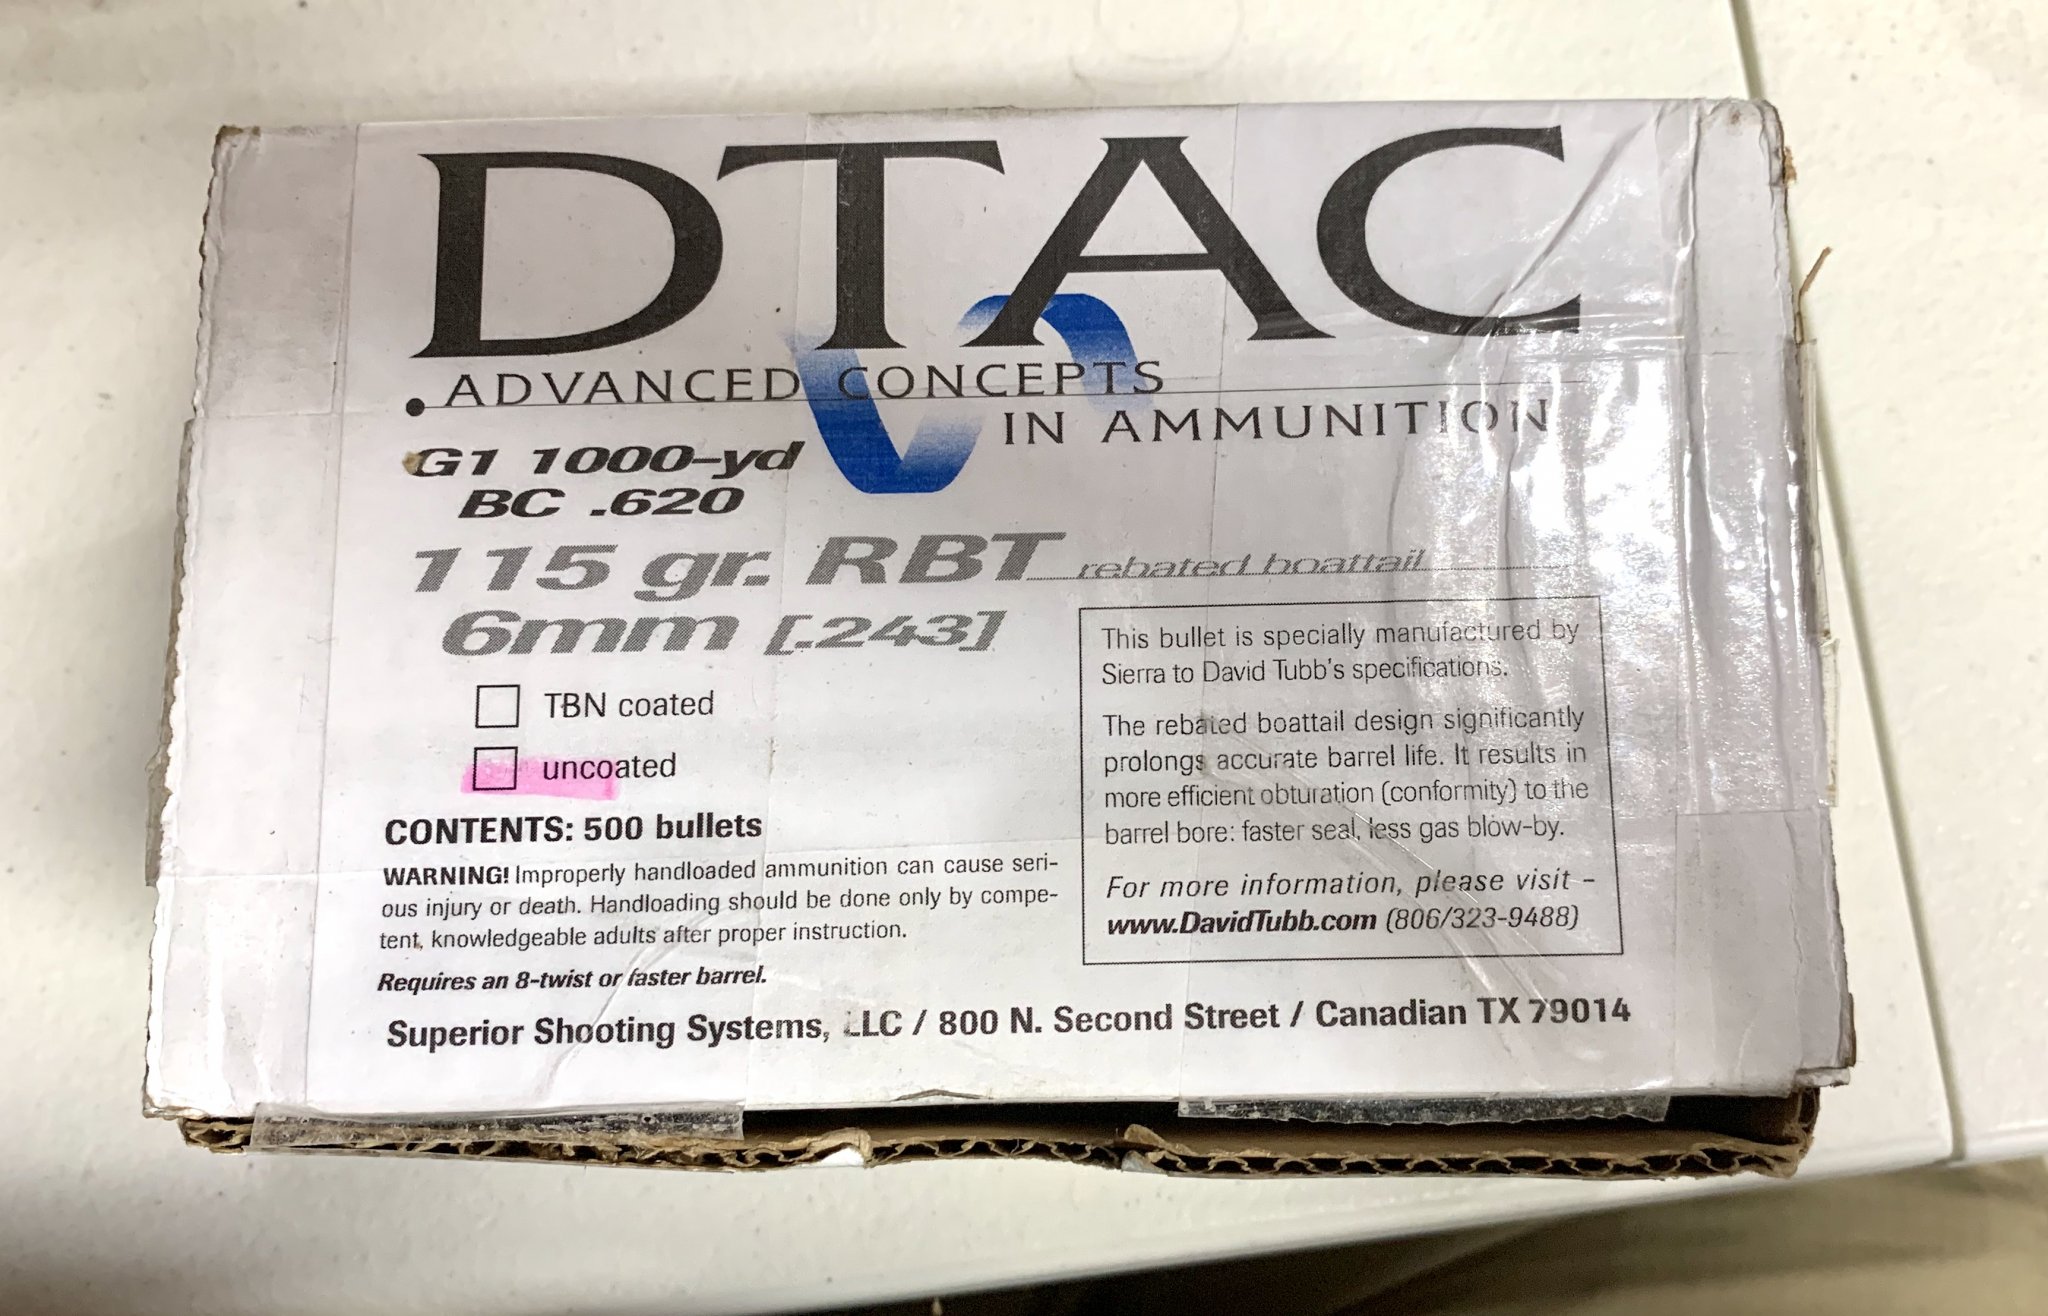 DTAC
ADVANCED CONCEPTS
IN AMMUNITION
G1 1000-yd
BC .620
115 gr. RBT rebated boattail
6mm [.243]
TBN coated
uncoated
CONTENTS: 500 bullets
WARNING! Improperly handloaded ammunition can cause seri-
ous injury or death. Handloading should be done only by compe-
tent, knowledgeable adults after proper instruction.
Requires an 8-twist or faster barrel.
This bullet is specially manufactured by
Sierra to David Tubb's specifications.
The rebated boattail design significantly
prolongs accurate barrel life. It results in
more efficient obturation (conformity) to the
barrel bore: faster seal, less gas blow-by.
For more information, please visit –
www.DavidTubb.com (806/323-9488)
Superior Shooting Systems, LLC / 800 N. Second Street / Canadian TX 79014